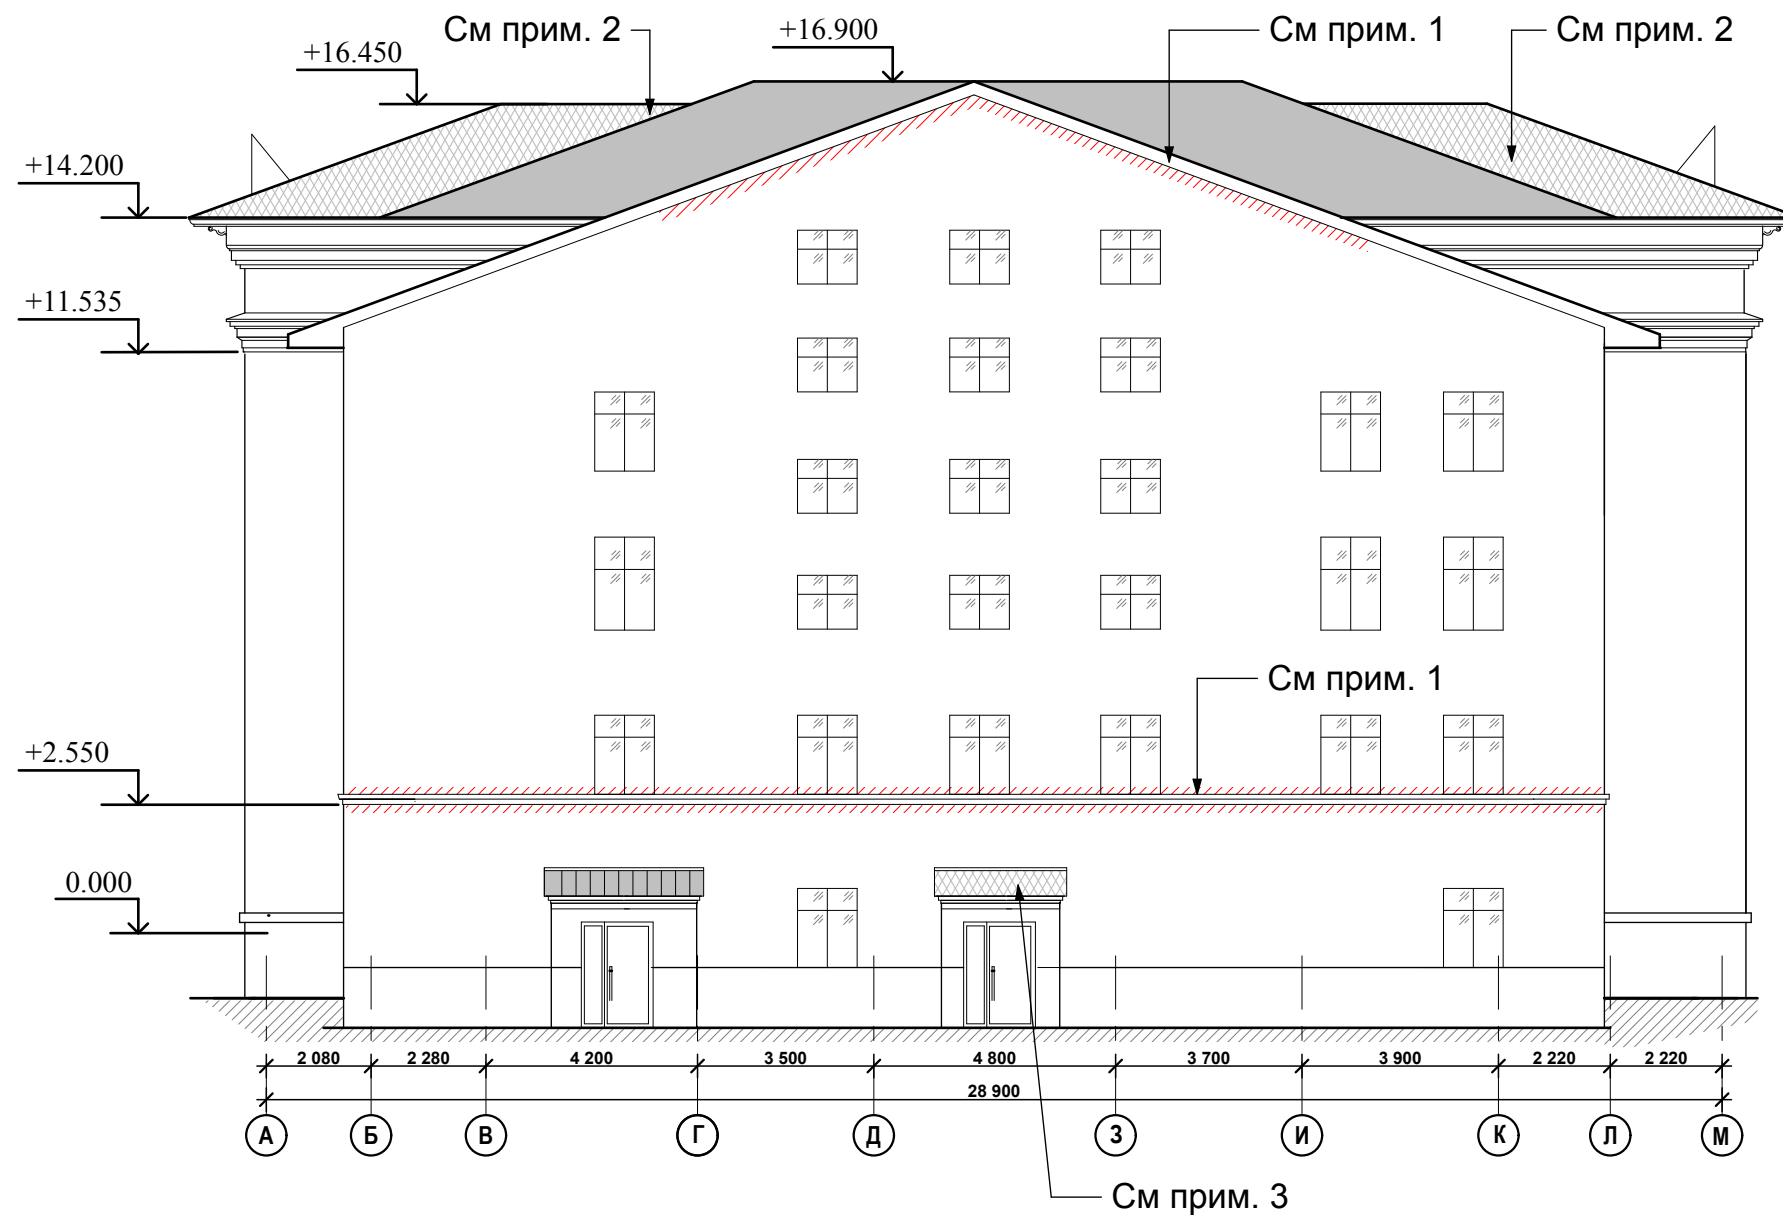 См прим. 2
+16.900
См прим. 1
См прим. 2
+16.450
+14.200
+11.535
См прим. 1
+2.550
0.000
2 080 2 280 4 200 3 500 4 800 3 700 3 900 2 220 2 220
28 900
А Б В Г Д З И К Л М
См прим. 3